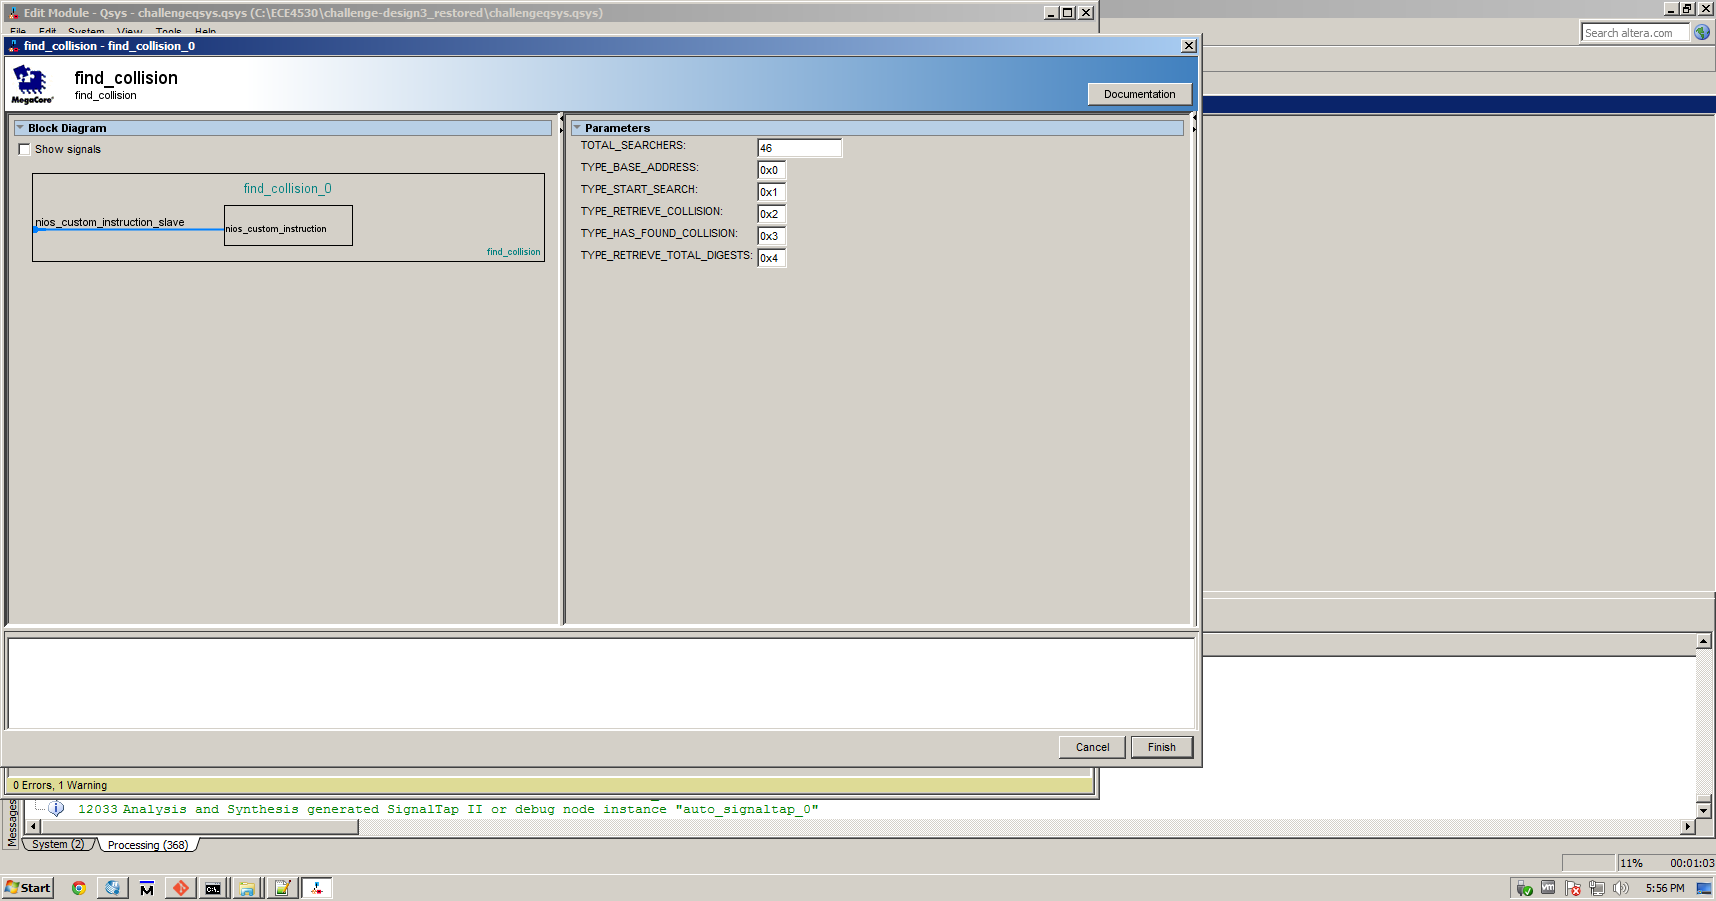 Edit Module - Qsys - challengeqsys.qsys (C:\ECE4530\challenge-design3_restored\challengeqsys.qsys)
File Edit System View Tools Help
Search altera.com
find_collision - find_collision_0
MegaCore
find_collision
find_collision
Documentation
Block Diagram
Show signals
find_collision_0
nios_custom_instruction_slave
nios_custom_instruction
find_collision
Parameters
TOTAL_SEARCHERS: 46
TYPE_BASE_ADDRESS: 0x0
TYPE_START_SEARCH: 0x1
TYPE_RETRIEVE_COLLISION: 0x2
TYPE_HAS_FOUND_COLLISION: 0x3
TYPE_RETRIEVE_TOTAL_DIGESTS: 0x4
Cancel Finish
0 Errors, 1 Warning
12033 Analysis and Synthesis generated SignalTap II or debug node instance "auto_signaltap_0"
Messages
System (2) Processing (368)
11% 00:01:03
Start
5:56 PM